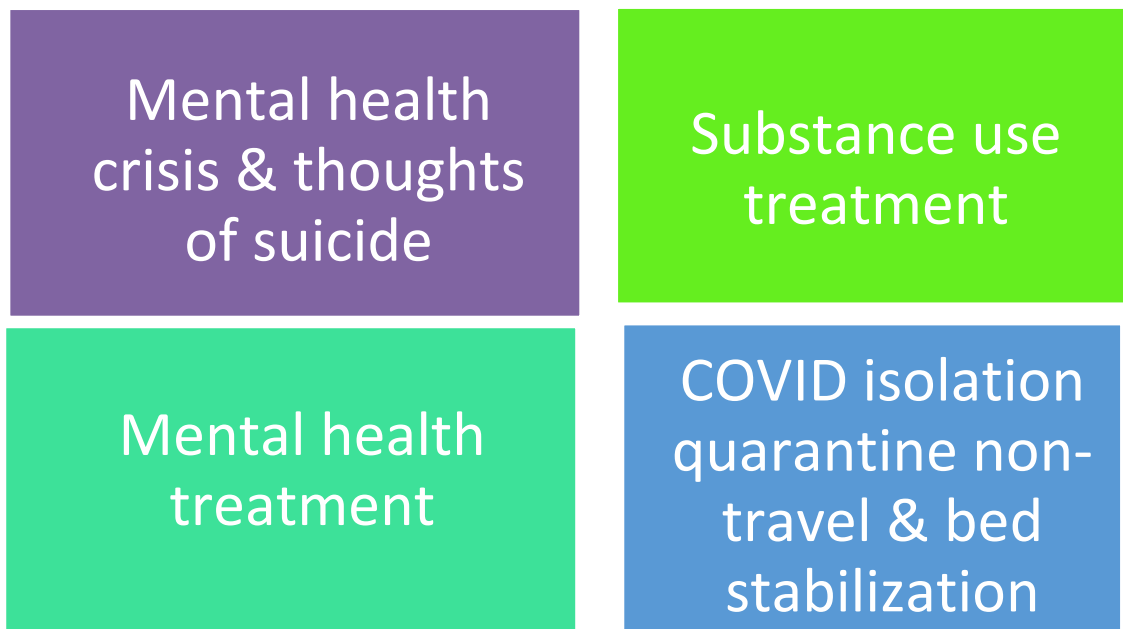 Mental health
crisis & thoughts
of suicide
Substance use
treatment
Mental health
treatment
COVID isolation
quarantine non-
travel & bed
stabilization